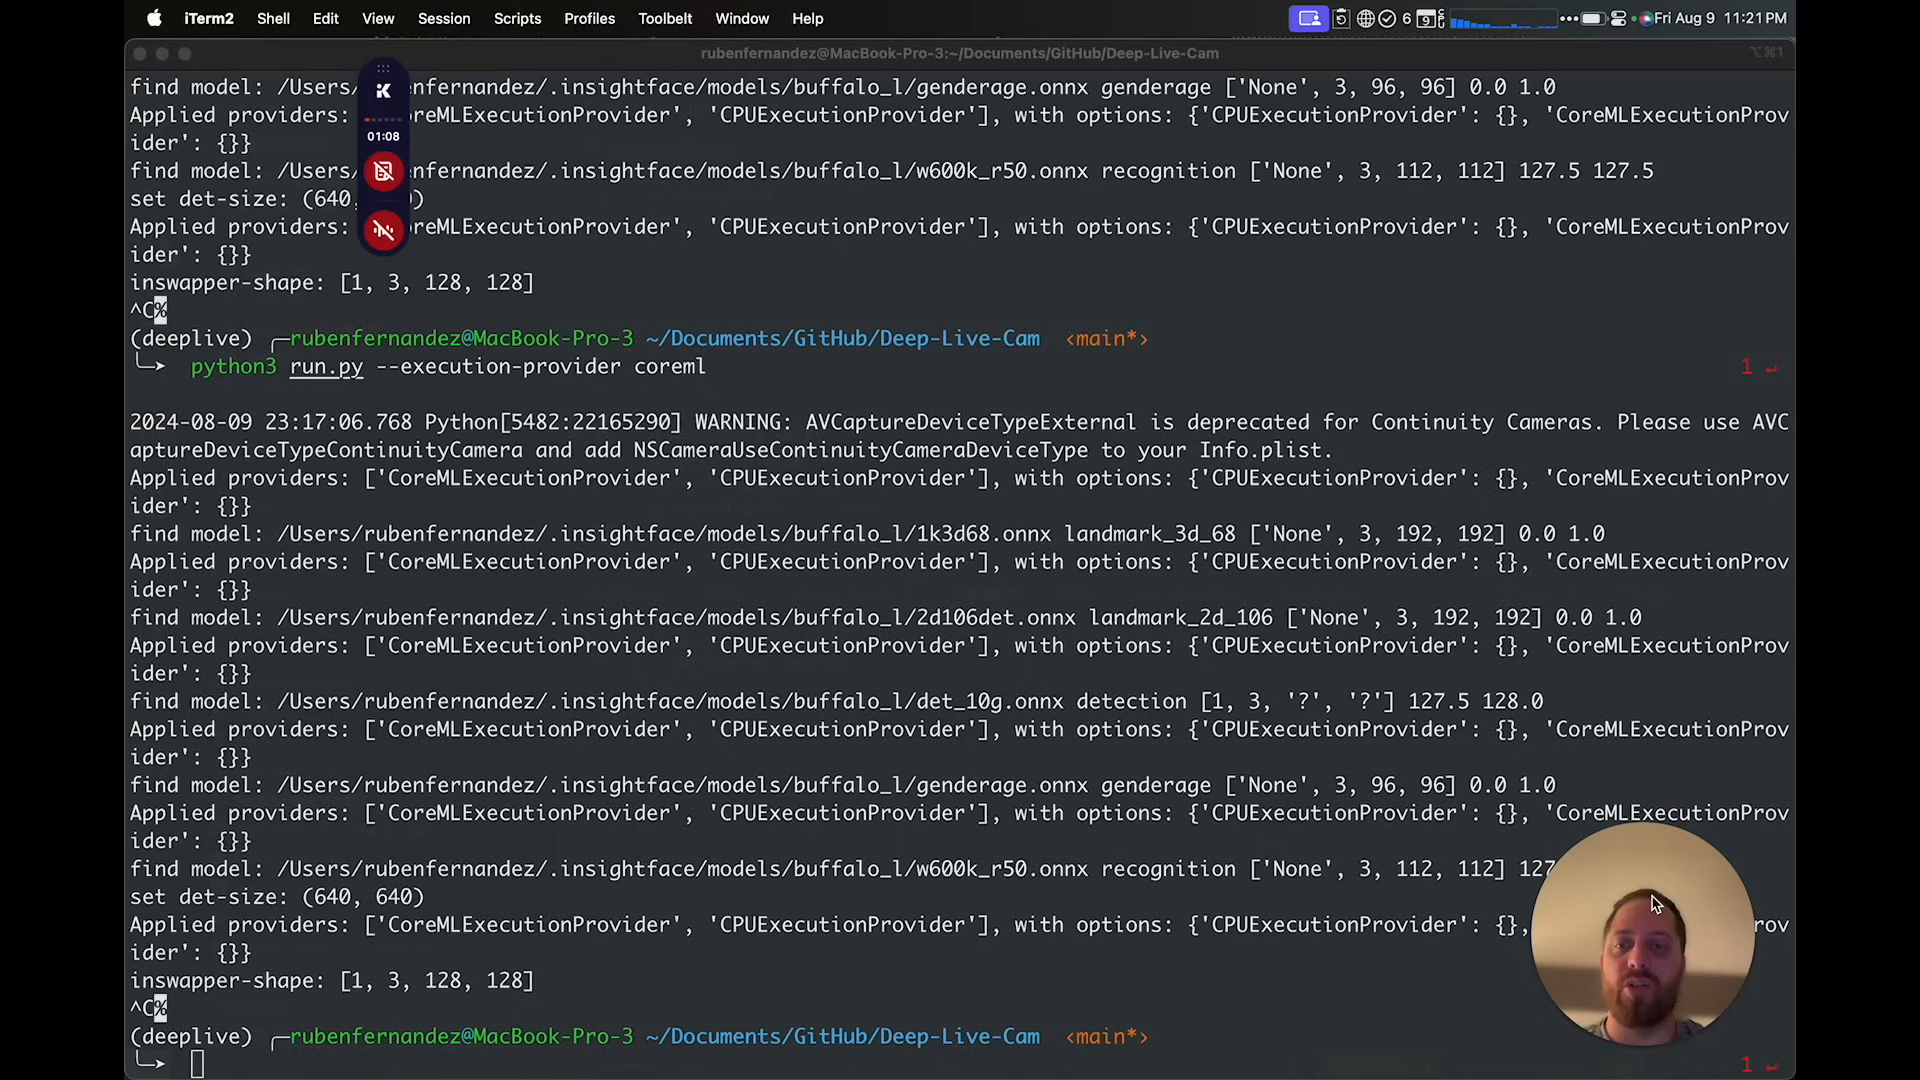 iTerm2 Shell Edit View Session Scripts Profiles Toolbelt Window Help 6 9 Fri Aug 9 11:21 PM
rubenfernandez@MacBook-Pro-3:~/Documents/GitHub/Deep-Live-Cam ⌥⌘1
find model: /Users/ benfernandez/.insightface/models/buffalo_l/genderage.onnx genderage ['None', 3, 96, 96] 0.0 1.0
Applied providers: oreMLExecutionProvider', 'CPUExecutionProvider'], with options: {'CPUExecutionProvider': {}, 'CoreMLExecutionProv
ider': {}}
find model: /Users/ benfernandez/.insightface/models/buffalo_l/w600k_r50.onnx recognition ['None', 3, 112, 112] 127.5 127.5
set det-size: (640, )
Applied providers: oreMLExecutionProvider', 'CPUExecutionProvider'], with options: {'CPUExecutionProvider': {}, 'CoreMLExecutionProv
ider': {}}
01:08
inswapper-shape: [1, 3, 128, 128]
^C%
(deeplive) ╭─rubenfernandez@MacBook-Pro-3 ~/Documents/GitHub/Deep-Live-Cam ‹main*›
╰─➤ python3 run.py --execution-provider coreml 1 ↵
2024-08-09 23:17:06.768 Python[5482:22165290] WARNING: AVCaptureDeviceTypeExternal is deprecated for Continuity Cameras. Please use AVC
aptureDeviceTypeContinuityCamera and add NSCameraUseContinuityCameraDeviceType to your Info.plist.
Applied providers: ['CoreMLExecutionProvider', 'CPUExecutionProvider'], with options: {'CPUExecutionProvider': {}, 'CoreMLExecutionProv
ider': {}}
find model: /Users/rubenfernandez/.insightface/models/buffalo_l/1k3d68.onnx landmark_3d_68 ['None', 3, 192, 192] 0.0 1.0
Applied providers: ['CoreMLExecutionProvider', 'CPUExecutionProvider'], with options: {'CPUExecutionProvider': {}, 'CoreMLExecutionProv
ider': {}}
find model: /Users/rubenfernandez/.insightface/models/buffalo_l/2d106det.onnx landmark_2d_106 ['None', 3, 192, 192] 0.0 1.0
Applied providers: ['CoreMLExecutionProvider', 'CPUExecutionProvider'], with options: {'CPUExecutionProvider': {}, 'CoreMLExecutionProv
ider': {}}
find model: /Users/rubenfernandez/.insightface/models/buffalo_l/det_10g.onnx detection [1, 3, '?', '?'] 127.5 128.0
Applied providers: ['CoreMLExecutionProvider', 'CPUExecutionProvider'], with options: {'CPUExecutionProvider': {}, 'CoreMLExecutionProv
ider': {}}
find model: /Users/rubenfernandez/.insightface/models/buffalo_l/genderage.onnx genderage ['None', 3, 96, 96] 0.0 1.0
Applied providers: ['CoreMLExecutionProvider', 'CPUExecutionProvider'], with options: {'CPUExecutionProvider': {}, 'CoreMLExecutionProv
ider': {}}
find model: /Users/rubenfernandez/.insightface/models/buffalo_l/w600k_r50.onnx recognition ['None', 3, 112, 112] 127
set det-size: (640, 640)
Applied providers: ['CoreMLExecutionProvider', 'CPUExecutionProvider'], with options: {'CPUExecutionProvider': {}, rov
ider': {}}
inswapper-shape: [1, 3, 128, 128]
^C%
(deeplive) ╭─rubenfernandez@MacBook-Pro-3 ~/Documents/GitHub/Deep-Live-Cam ‹main*›
╰─➤ 1 ↵